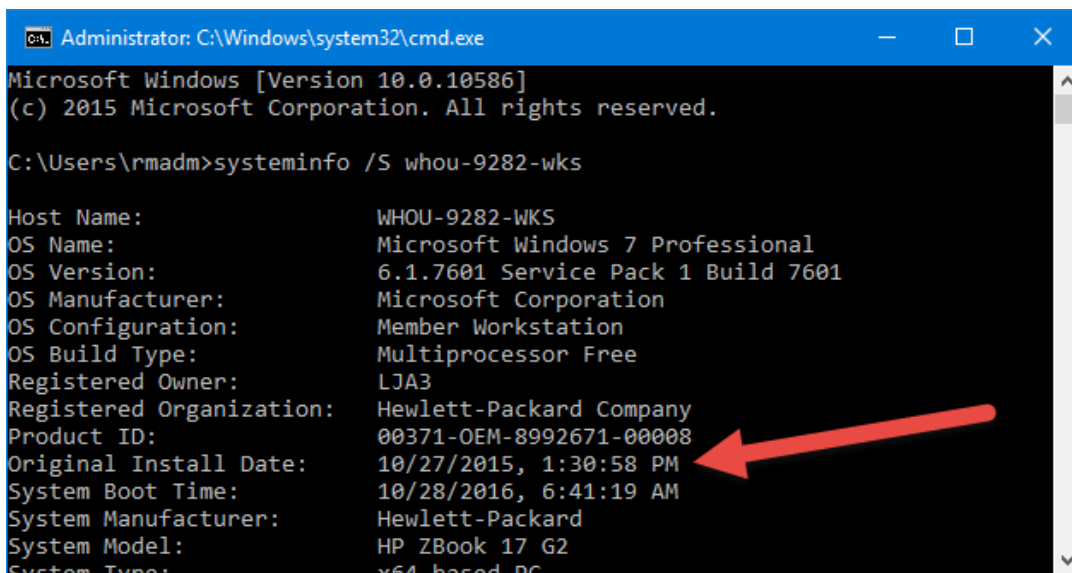 Administrator: C:\Windows\system32\cmd.exe
Microsoft Windows [Version 10.0.10586]
(c) 2015 Microsoft Corporation. All rights reserved.
C:\Users\rmadm>systeminfo /S whou-9282-wks
Host Name: WHOU-9282-WKS
OS Name: Microsoft Windows 7 Professional
OS Version: 6.1.7601 Service Pack 1 Build 7601
OS Manufacturer: Microsoft Corporation
OS Configuration: Member Workstation
OS Build Type: Multiprocessor Free
Registered Owner: LJA3
Registered Organization: Hewlett-Packard Company
Product ID: 00371-OEM-8992671-00008
Original Install Date: 10/27/2015, 1:30:58 PM
System Boot Time: 10/28/2016, 6:41:19 AM
System Manufacturer: Hewlett-Packard
System Model: HP ZBook 17 G2
System Type: x64-based PC